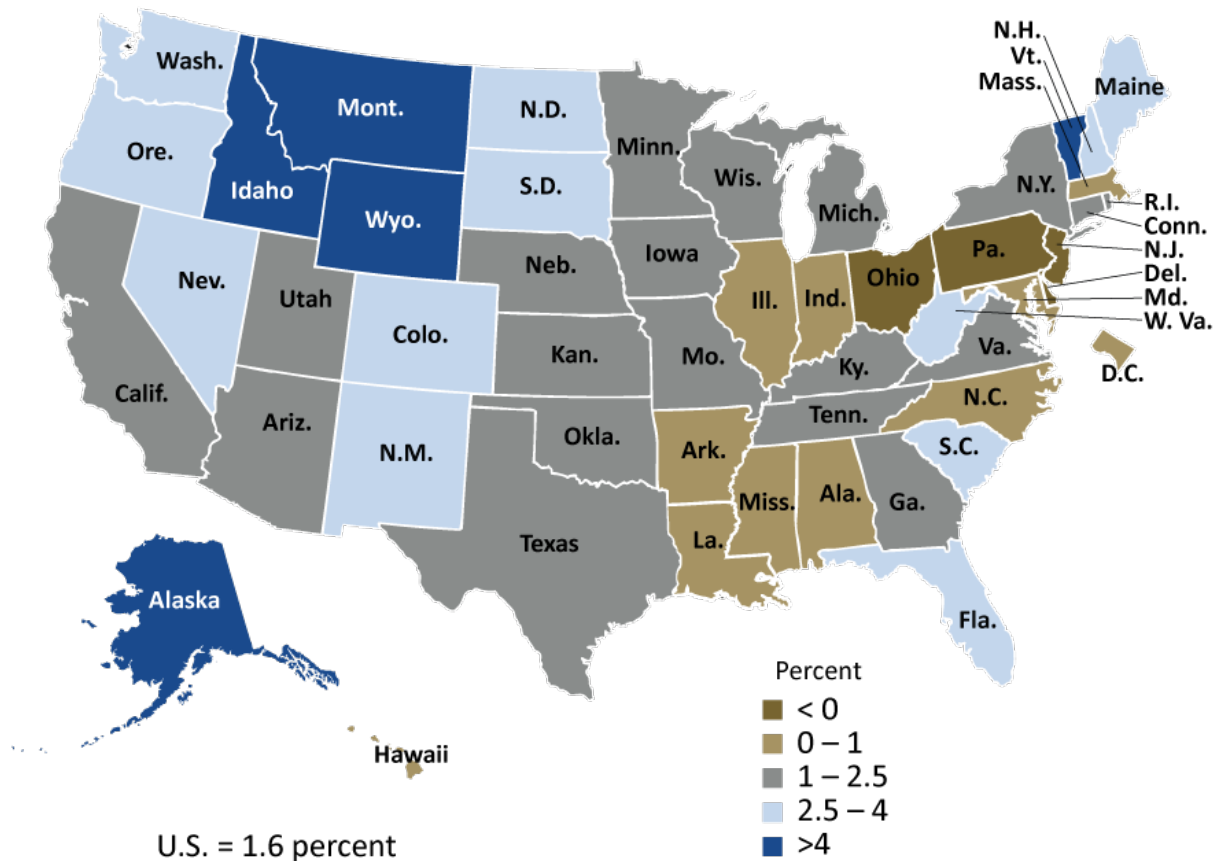 N.H.
Vt.
Mass.
Maine
Wash.
Mont.
N.D.
Minn.
Ore.
Idaho
S.D.
Wis.
Mich.
N.Y.
Wyo.
R.I.
Conn.
N.J.
Del.
Md.
W. Va.
Nev.
Utah
Neb.
Iowa
Ill.
Ind.
Ohio
Pa.
Colo.
Kan.
Mo.
Ky.
Va.
D.C.
Calif.
Ariz.
N.M.
Okla.
Ark.
Tenn.
N.C.
S.C.
Texas
La.
Miss.
Ala.
Ga.
Fla.
Alaska
Hawaii
Percent
< 0
0 – 1
1 – 2.5
2.5 – 4
>4
U.S. = 1.6 percent